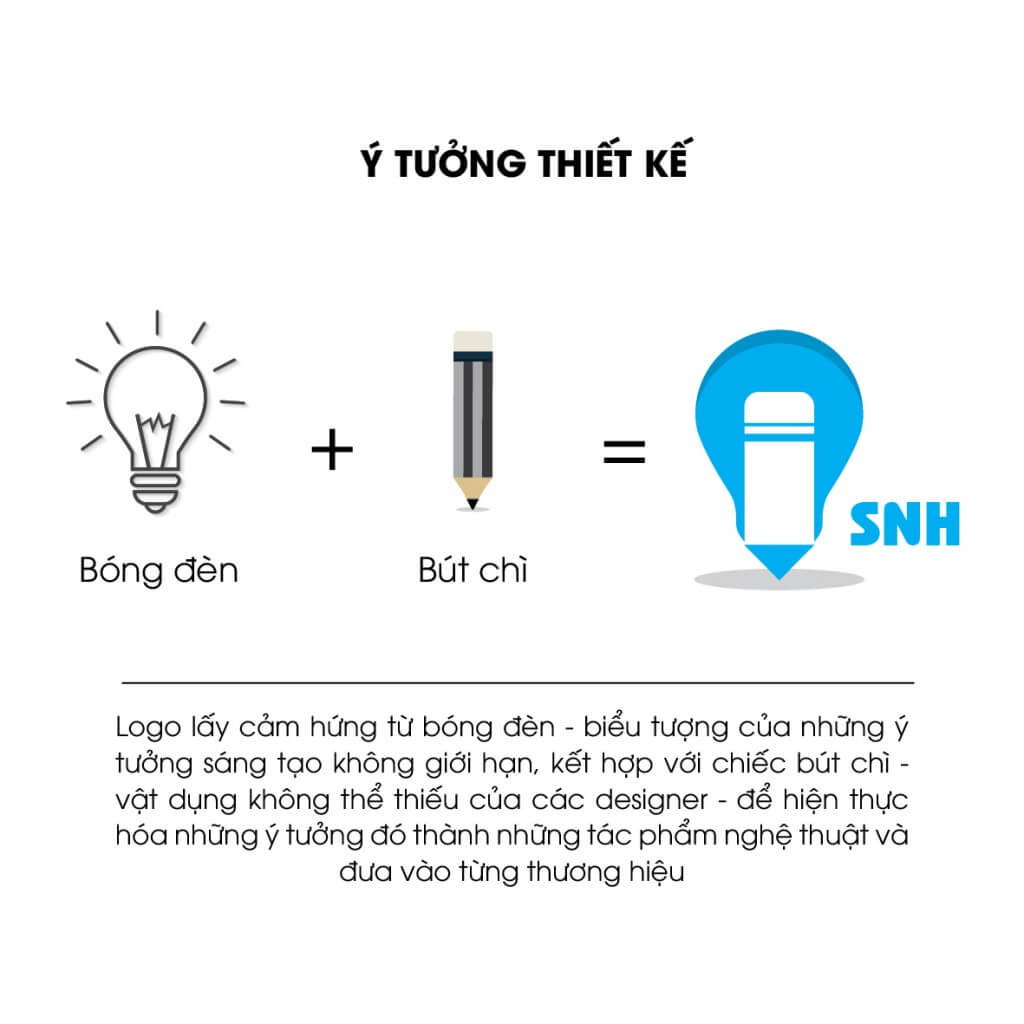 Ý TƯỞNG THIẾT KẾ
+
=
SNH
Bóng đèn
Bút chì
Logo lấy cảm hứng từ bóng đèn - biểu tượng của những ý
tưởng sáng tạo không giới hạn, kết hợp với chiếc bút chì -
vật dụng không thể thiếu của các designer - để hiện thực
hóa những ý tưởng đó thành những tác phẩm nghệ thuật và
đưa vào từng thương hiệu